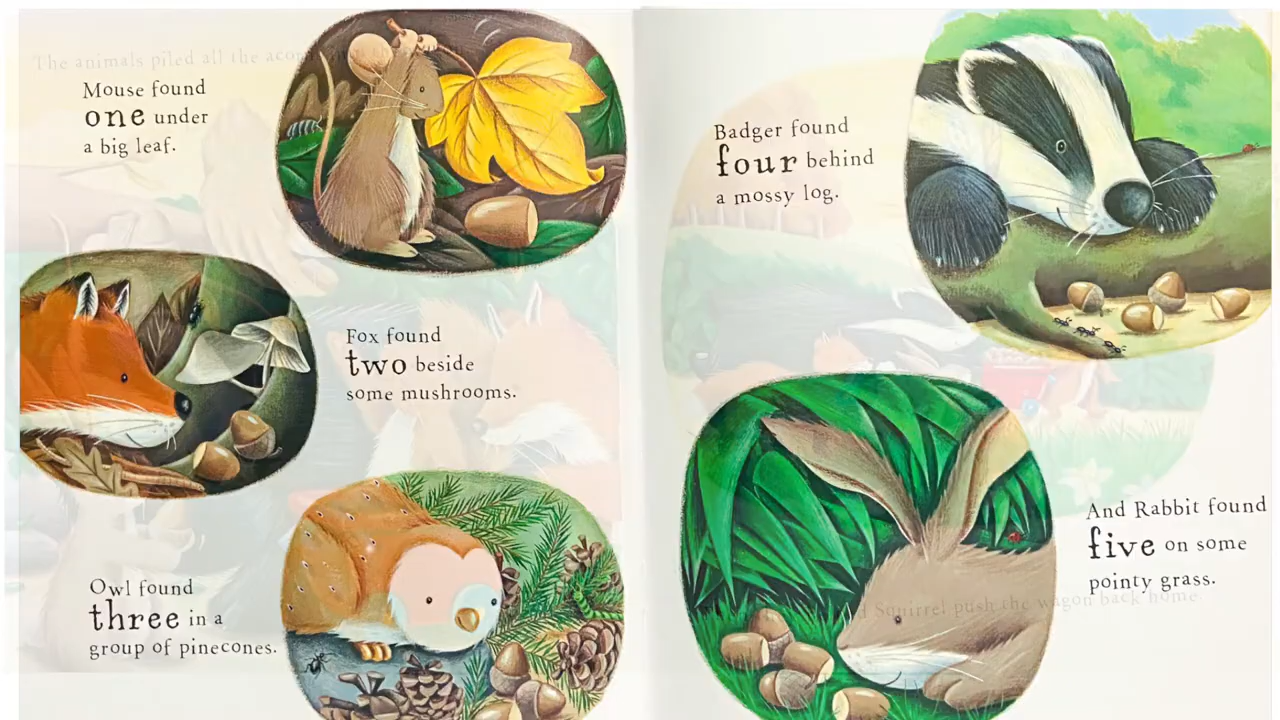 The animals piled all the acorn
Mouse found
one under
a big leaf.
Fox found
two beside
some mushrooms.
Owl found
three in a
group of pinecones.
Badger found
four behind
a mossy log.
And Rabbit found
five on some
pointy grass.
Squirrel push the wagon back home.